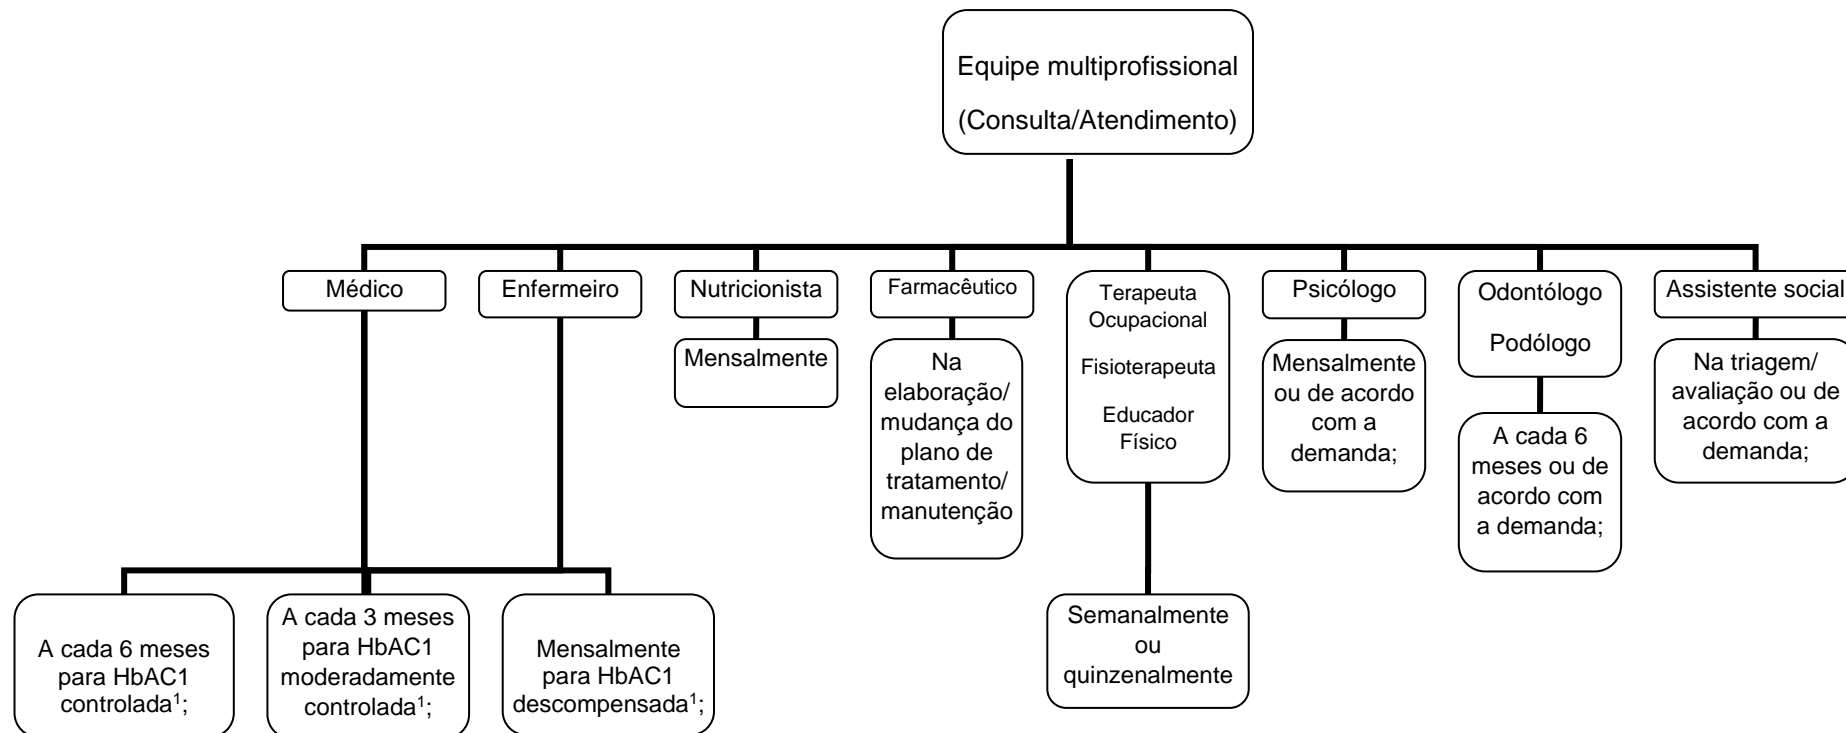 Equipe multiprofissional
(Consulta/Atendimento)
Médico
Enfermeiro
Nutricionista
Farmacêutico
Terapeuta
Ocupacional
Fisioterapeuta
Educador
Físico
Psicólogo
Odontólogo
Podólogo
Assistente social
Mensalmente
Na
elaboração/
mudança do
plano de
tratamento/
manutenção
Mensalmente
ou de acordo
com a
demanda;
A cada 6
meses ou de
acordo com
a demanda;
Na triagem/
avaliação ou de
acordo com a
demanda;
A cada 6 meses
para HbAC1
controlada¹;
A cada 3 meses
para HbAC1
moderadamente
controlada¹;
Mensalmente
para HbAC1
descompensada¹;
Semanalmente
ou
quinzenalmente